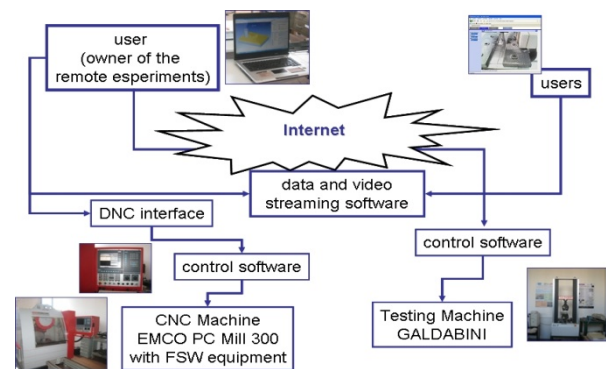 user
(owner of the
remote esperiments)
users
Internet
data and video
streaming software
DNC interface
control software
control software
CNC Machine
EMCO PC Mill 300
with FSW equipment
Testing Machine
GALDABINI